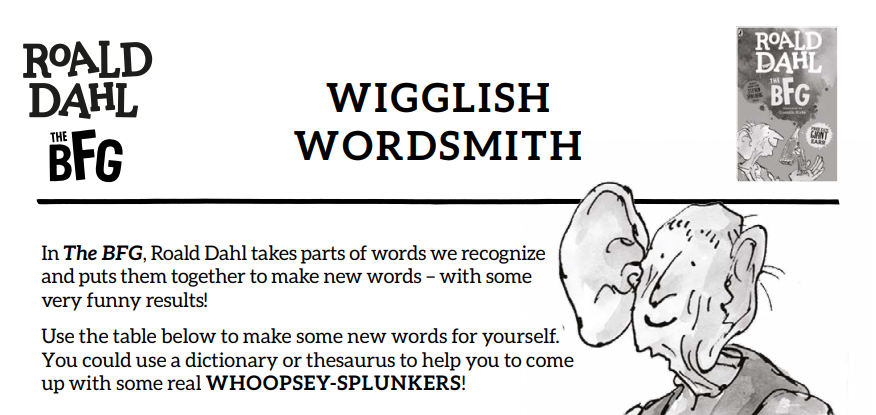 ROALD
DAHL
THE
BFG
WIGGLISH
WORDSMITH
ROALD
DAHL
THE
BFG
In The BFG, Roald Dahl takes parts of words we recognize
and puts them together to make new words – with some
very funny results!
Use the table below to make some new words for yourself.
You could use a dictionary or thesaurus to help you to come
up with some real WHOOPSEY-SPLUNKERS!